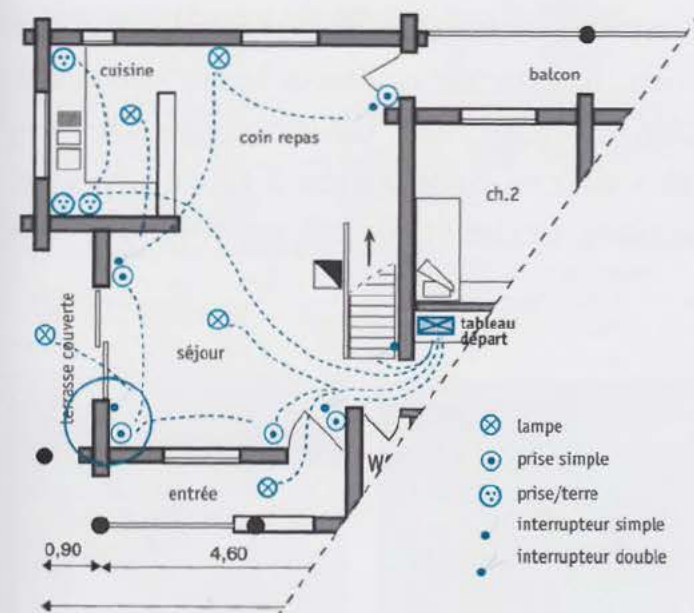 cuisine
balcon
coin repas
ch.2
tableau
départ
terrasse couverte
séjour
lampe
prise simple
prise/terre
entrée
interrupteur simple
interrupteur double
0,90
4,60